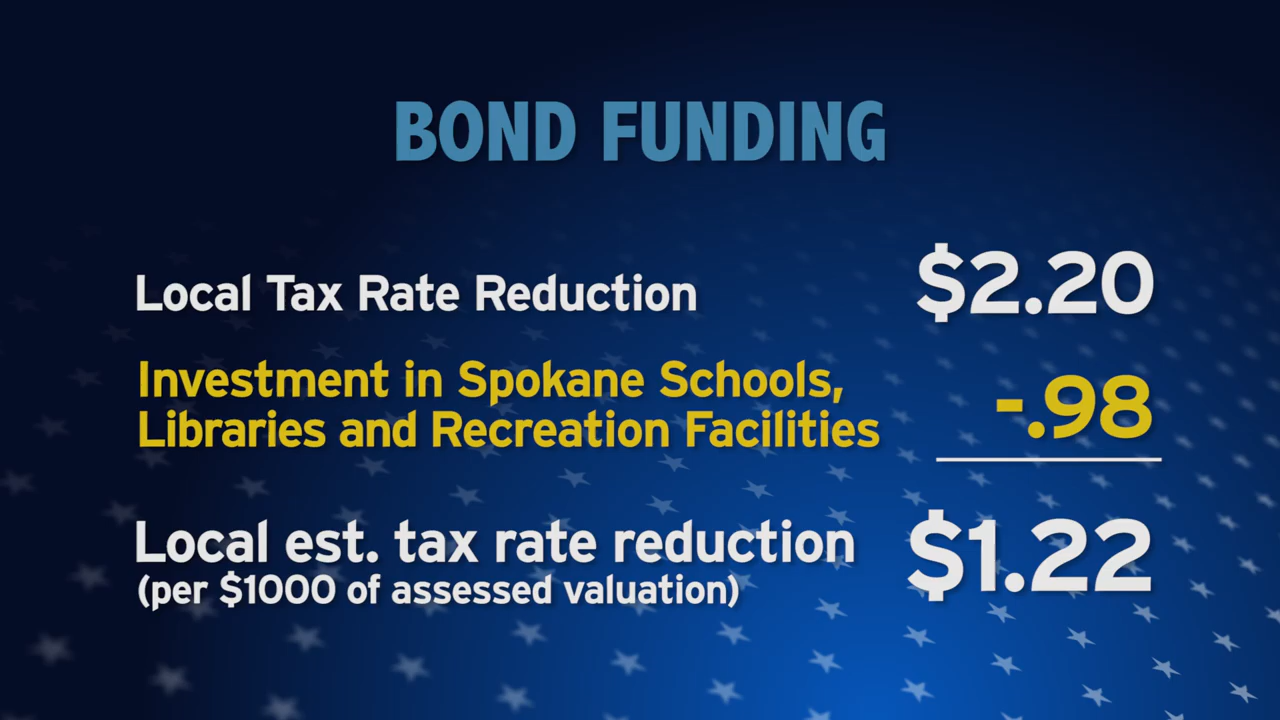 BOND FUNDING
Local Tax Rate Reduction $2.20
Investment in Spokane Schools,
Libraries and Recreation Facilities -.98
Local est. tax rate reduction $1.22
(per $1000 of assessed valuation)